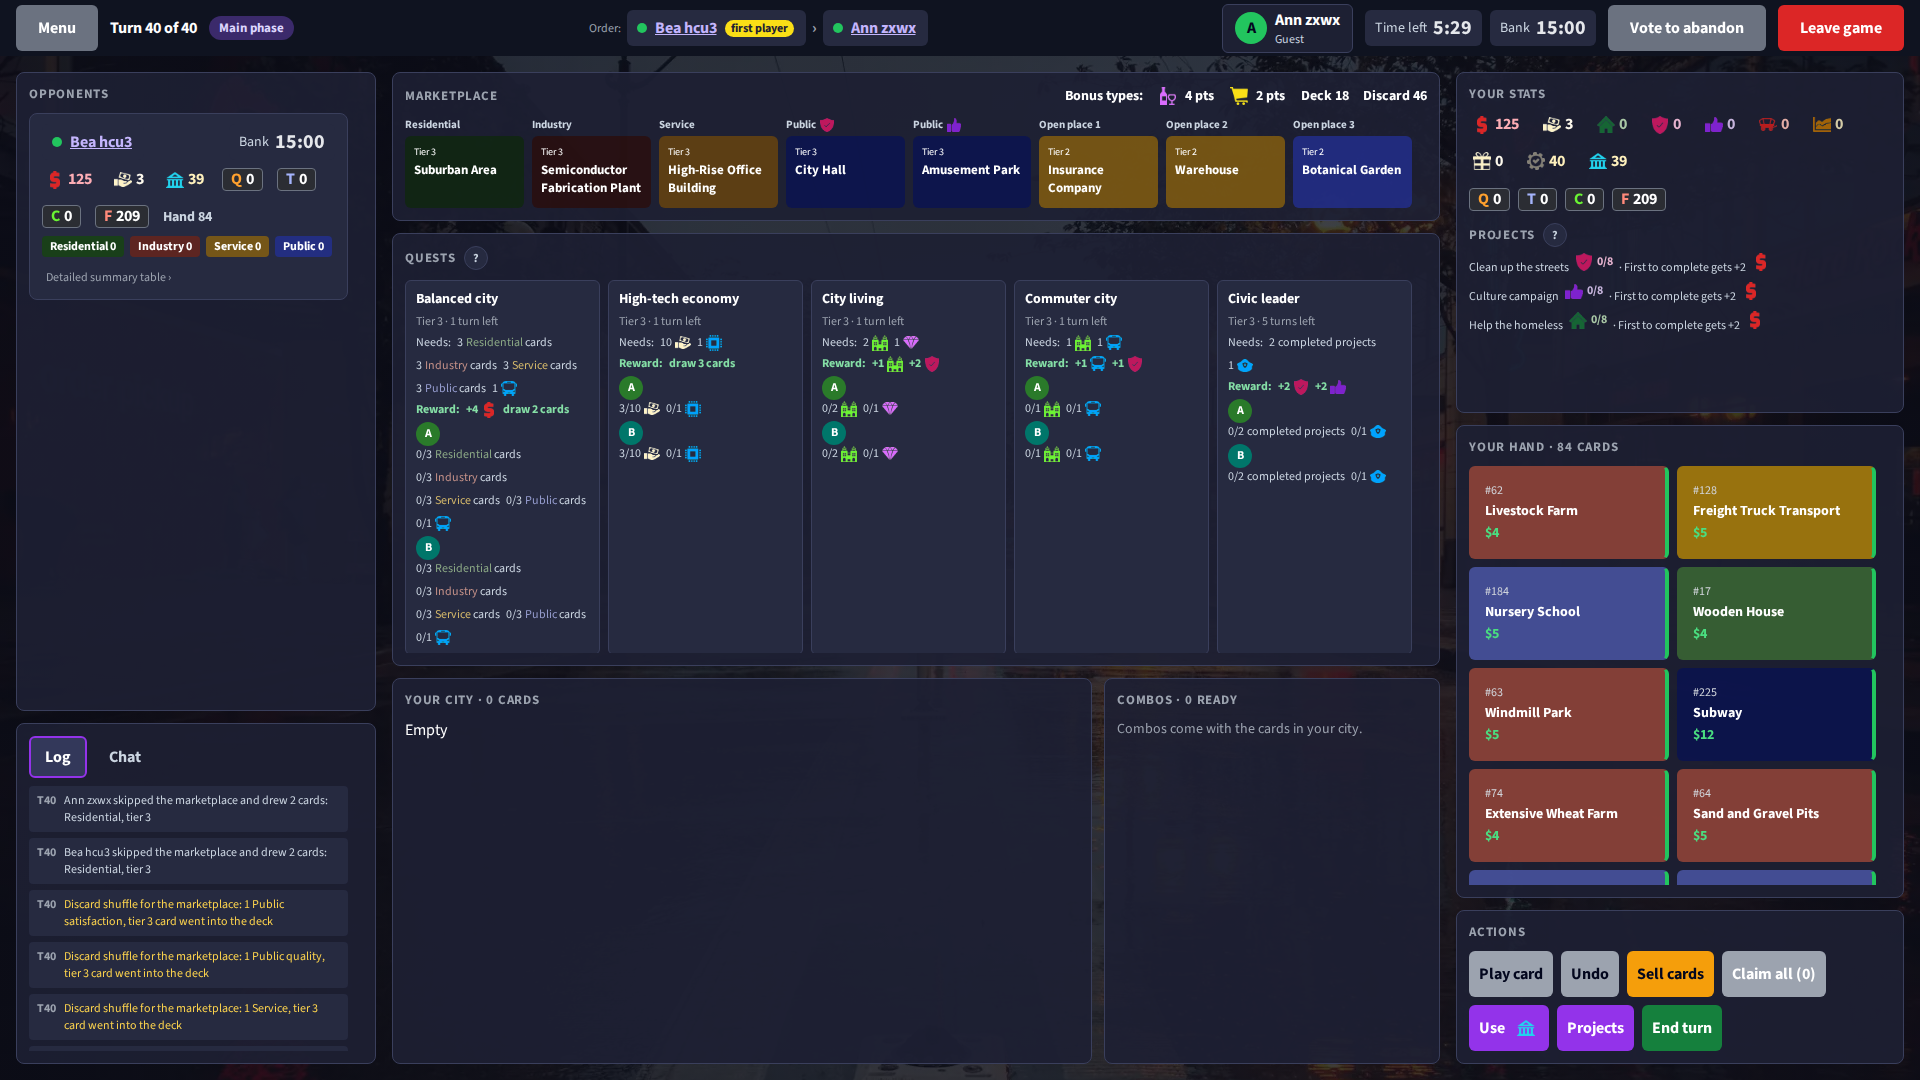 Menu
Turn 40 of 40
Main phase
Order:
Bea hcu3
first player
›
Ann zxwx
A
Ann zxwx
Guest
Time left 5:29
Bank 15:00
Vote to abandon
Leave game
OPPONENTS
Bea hcu3
Bank 15:00
125
3
39
Q 0
T 0
C 0
F 209
Hand 84
Residential 0
Industry 0
Service 0
Public 0
Detailed summary table ›
Log
Chat
T40 Ann zxwx skipped the marketplace and drew 2 cards:
Residential, tier 3
T40 Bea hcu3 skipped the marketplace and drew 2 cards:
Residential, tier 3
T40 Discard shuffle for the marketplace: 1 Public
satisfaction, tier 3 card went into the deck
T40 Discard shuffle for the marketplace: 1 Public quality,
tier 3 card went into the deck
T40 Discard shuffle for the marketplace: 1 Service, tier 3
card went into the deck
MARKETPLACE
Bonus types:
4 pts
2 pts
Deck 18
Discard 46
Residential
Tier 3
Suburban Area
Industry
Tier 3
Semiconductor
Fabrication Plant
Service
Tier 3
High-Rise Office
Building
Public
Tier 3
City Hall
Public
Tier 3
Amusement Park
Open place 1
Tier 2
Insurance
Company
Open place 2
Tier 2
Warehouse
Open place 3
Tier 2
Botanical Garden
QUESTS ?
Balanced city
Tier 3 · 1 turn left
Needs: 3 Residential cards
3 Industry cards 3 Service cards
3 Public cards 1
Reward: +4 draw 2 cards
A
0/3 Residential cards
0/3 Industry cards
0/3 Service cards 0/3 Public cards
0/1
B
0/3 Residential cards
0/3 Industry cards
0/3 Service cards 0/3 Public cards
0/1
High-tech economy
Tier 3 · 1 turn left
Needs: 10 1
Reward: draw 3 cards
A
3/10 0/1
B
3/10 0/1
City living
Tier 3 · 1 turn left
Needs: 2 1
Reward: +1 +2
A
0/2 0/1
B
0/2 0/1
Commuter city
Tier 3 · 1 turn left
Needs: 1 1
Reward: +1 +1
A
0/1 0/1
B
0/1 0/1
Civic leader
Tier 3 · 5 turns left
Needs: 2 completed projects
1
Reward: +2 +2
A
0/2 completed projects 0/1
B
0/2 completed projects 0/1
YOUR CITY · 0 CARDS
Empty
COMBOS · 0 READY
Combos come with the cards in your city.
YOUR STATS
125
3
0
0
0
0
0
0
40
39
Q 0
T 0
C 0
F 209
PROJECTS ?
Clean up the streets 0/8 · First to complete gets +2
Culture campaign 0/8 · First to complete gets +2
Help the homeless 0/8 · First to complete gets +2
YOUR HAND · 84 CARDS
#62
Livestock Farm
$4
#128
Freight Truck Transport
$5
#184
Nursery School
$5
#17
Wooden House
$4
#63
Windmill Park
$5
#225
Subway
$12
#74
Extensive Wheat Farm
$4
#64
Sand and Gravel Pits
$5
ACTIONS
Play card
Undo
Sell cards
Claim all (0)
Use
Projects
End turn